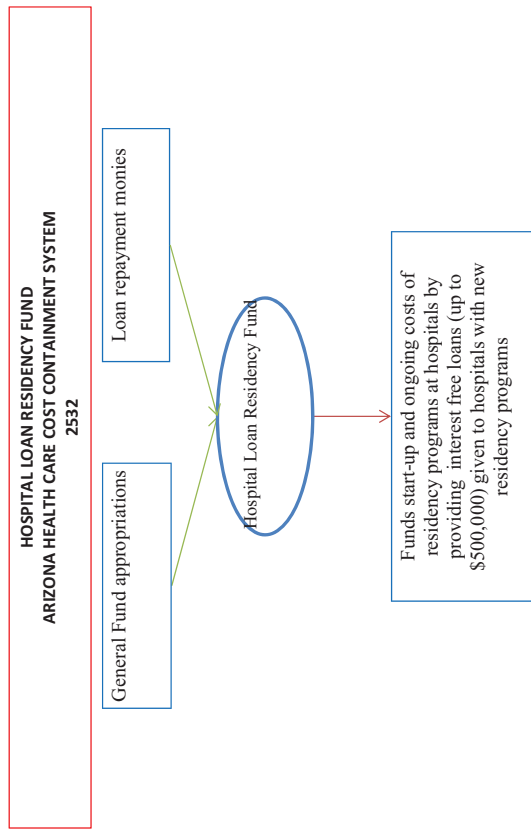 HOSPITAL LOAN RESIDENCY FUND
ARIZONA HEALTH CARE COST CONTAINMENT SYSTEM
2532
General Fund appropriations
Loan repayment monies
Hospital Loan Residency Fund
Funds start-up and ongoing costs of
residency programs at hospitals by
providing interest free loans (up to
$500,000) given to hospitals with new
residency programs